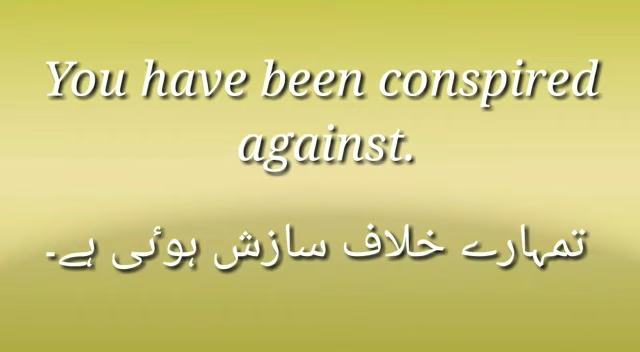 You have been conspired
against.
تمہارے خلاف سازش ہوئی ہے۔